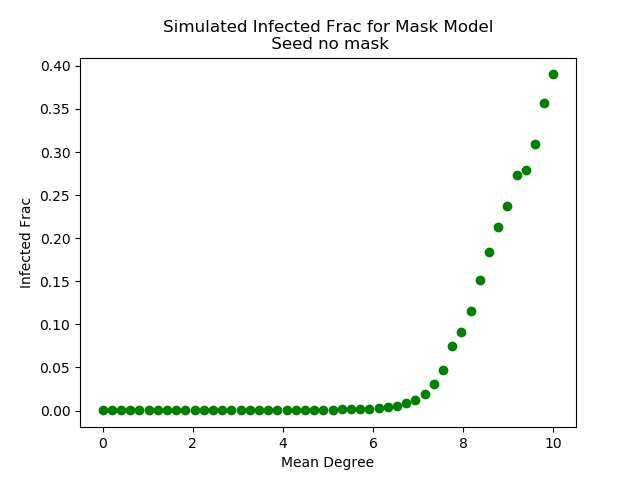 Simulated Infected Frac for Mask Model
Seed no mask
0.40
0.35
0.30
0.25
0.20
0.15
0.10
0.05
0.00
Infected Frac
0 2 4 6 8 10
Mean Degree